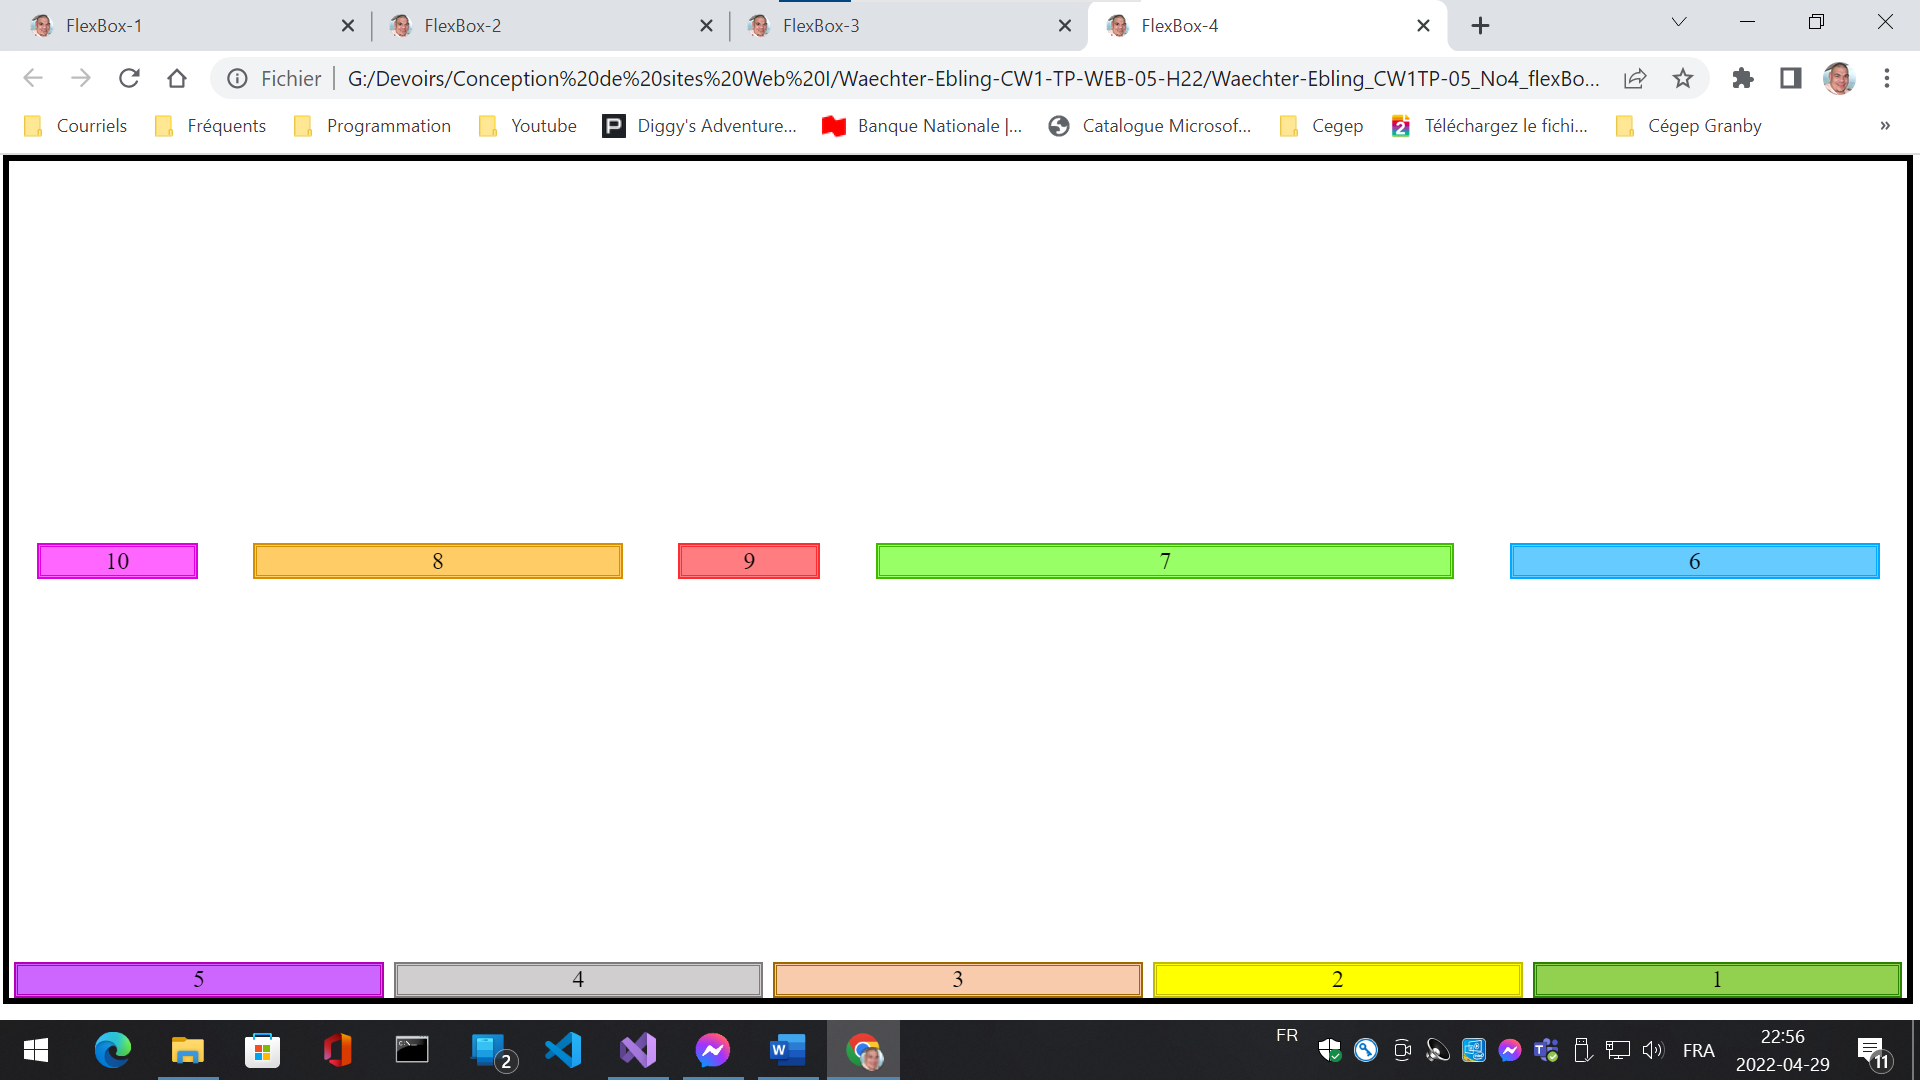 FlexBox-1 FlexBox-2 FlexBox-3 FlexBox-4
Fichier G:/Devoirs/Conception%20de%20sites%20Web%20I/Waechter-Ebling-CW1-TP-WEB-05-H22/Waechter-Ebling_CW1TP-05_No4_flexBo...
Courriels Fréquents Programmation Youtube Diggy's Adventure... Banque Nationale |... Catalogue Microsof... Cegep Téléchargez le fichi... Cégep Granby »
10 8 9 7 6
5 4 3 2 1
FR 22:56
2 FRA 2022-04-29 11